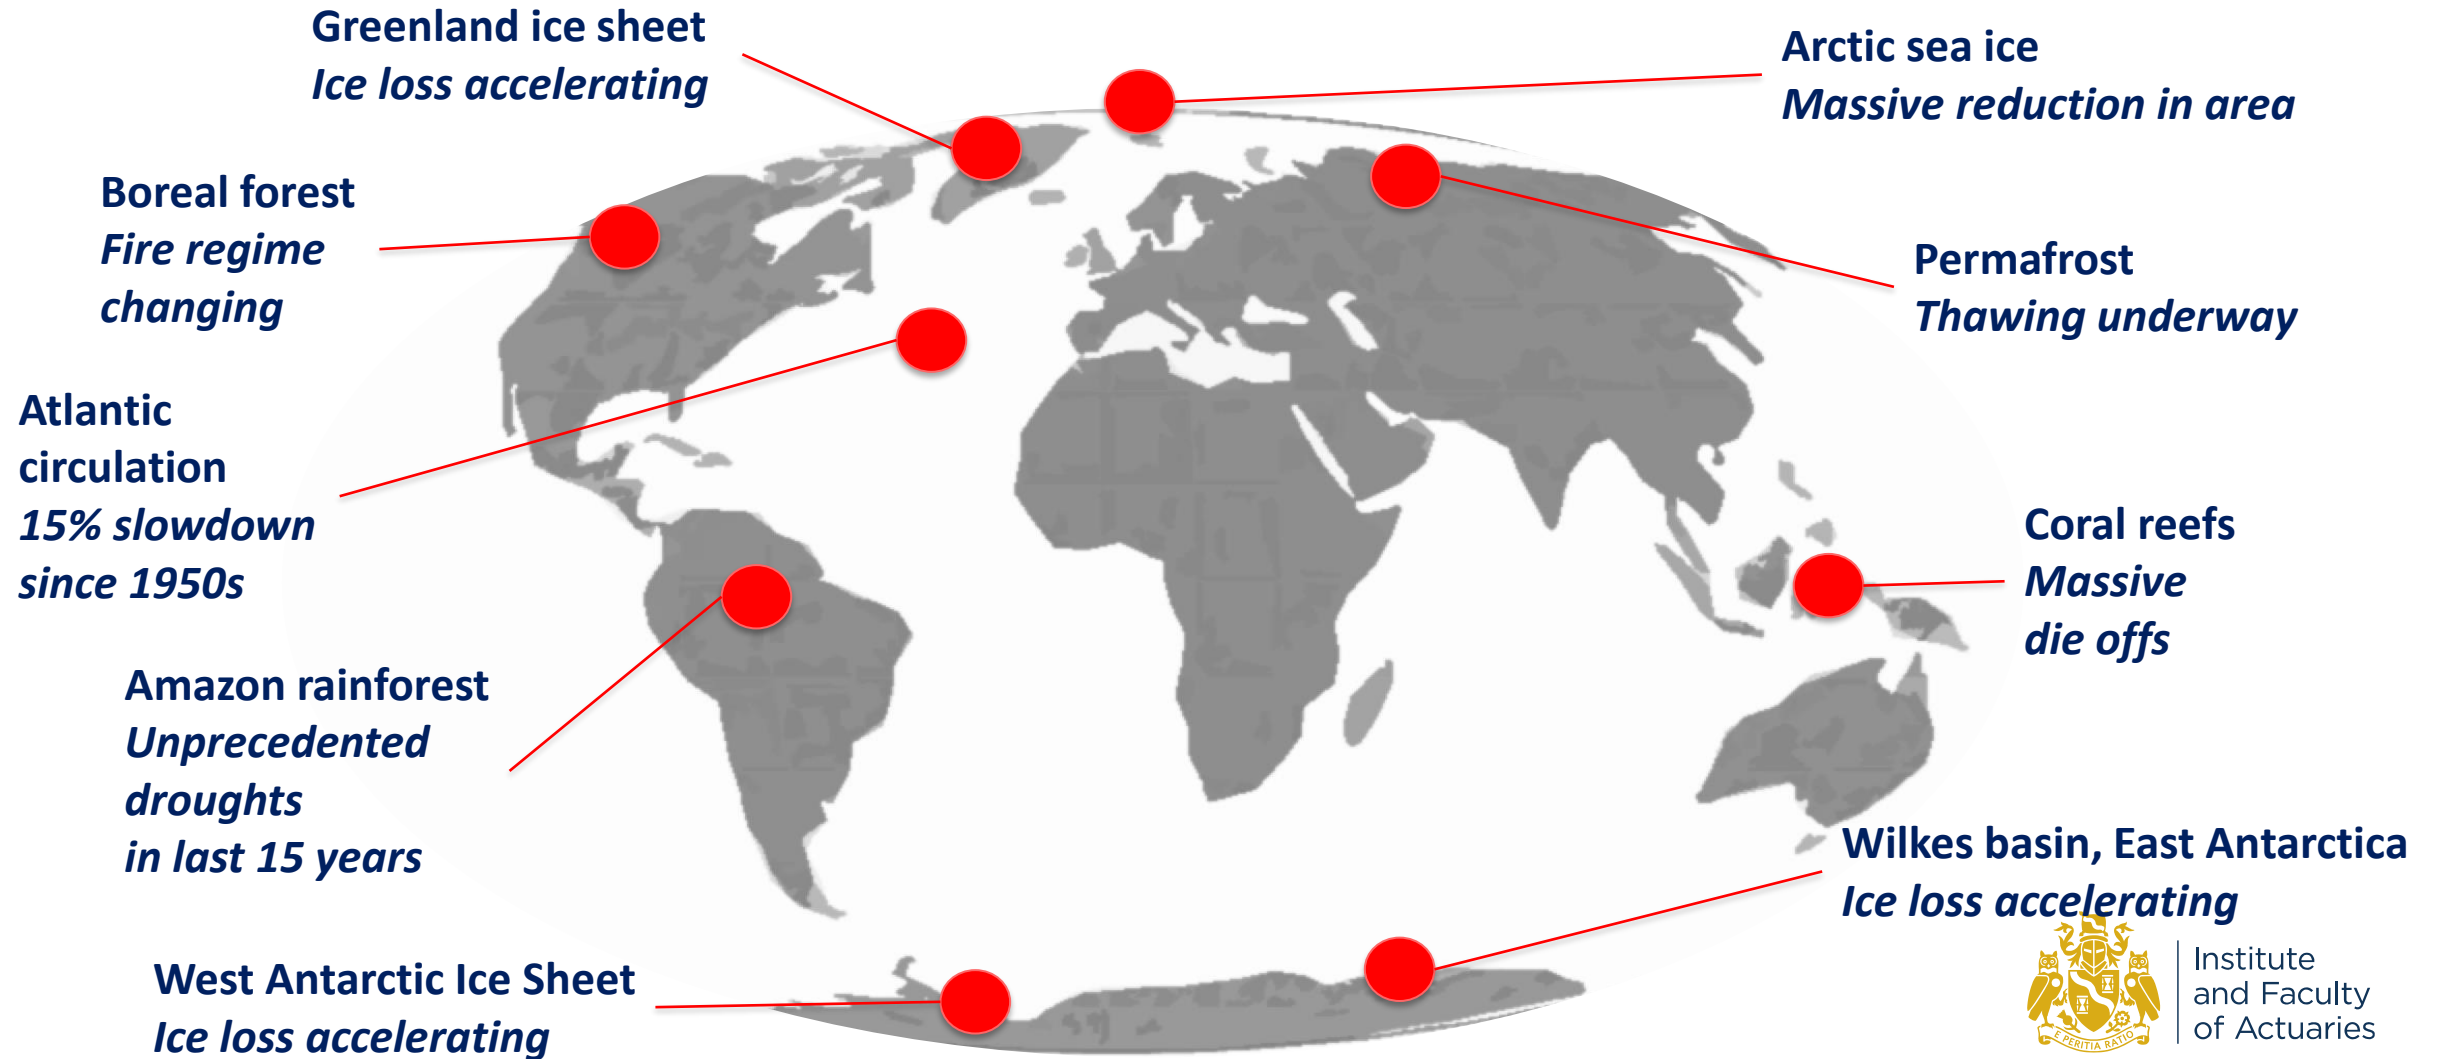 Greenland ice sheet
Ice loss accelerating
Arctic sea ice
Massive reduction in area
Boreal forest
Fire regime
changing
Permafrost
Thawing underway
Atlantic
circulation
15% slowdown
since 1950s
Coral reefs
Massive
die offs
Amazon rainforest
Unprecedented
droughts
in last 15 years
Wilkes basin, East Antarctica
Ice loss accelerating
West Antarctic Ice Sheet
Ice loss accelerating
Institute
and Faculty
of Actuaries
E PERITIA RATIO